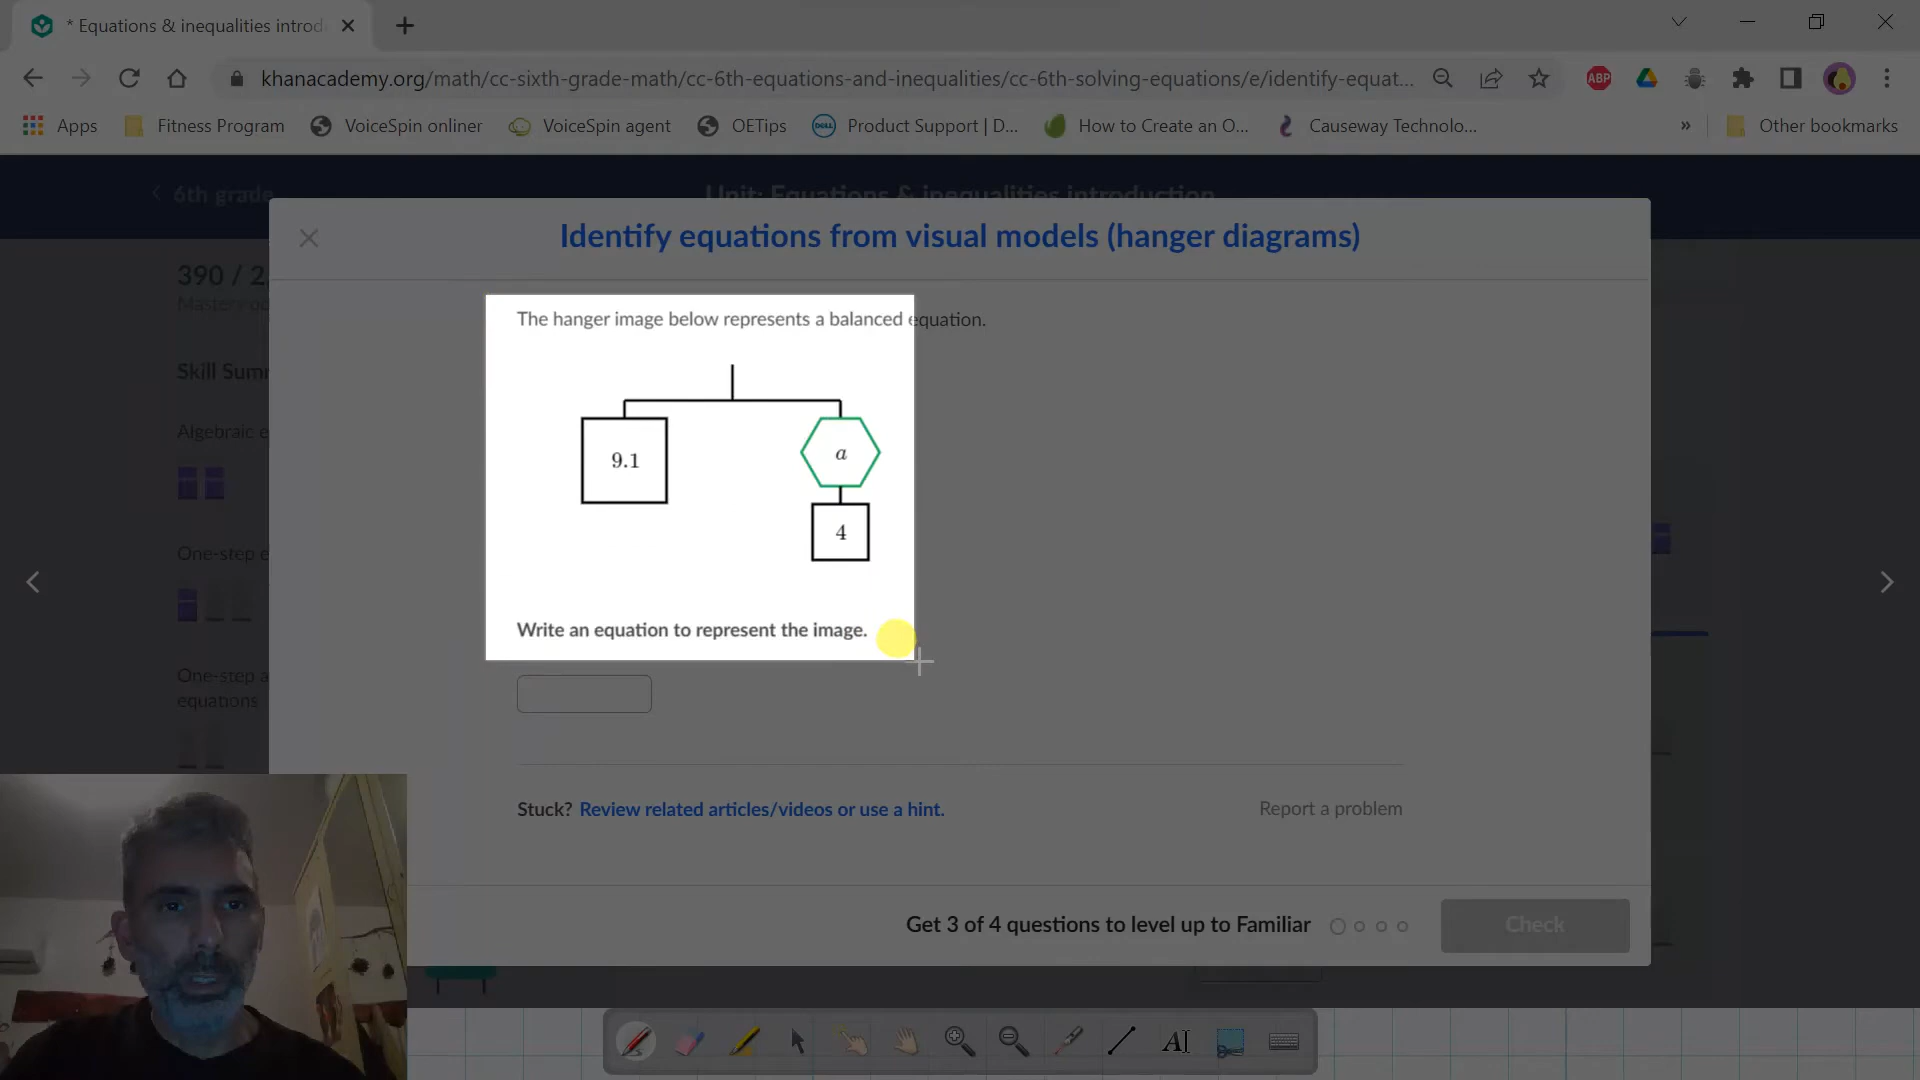 * Equations & inequalities introd
khanacademy.org/math/cc-sixth-grade-math/cc-6th-equations-and-inequalities/cc-6th-solving-equations/e/identify-equat...
ABP
Apps
Fitness Program
VoiceSpin onliner
VoiceSpin agent
OETips
DELL
Product Support | D...
How to Create an O...
Causeway Technolo...
»
Other bookmarks
6th grade
Unit: Equations & inequalities introduction
Identify equations from visual models (hanger diagrams)
390 / 2,
The hanger image below represents a balanced equation.
Skill Sum
Algebraic e
9.1
a
4
One-step e
Write an equation to represent the image.
One-step a
equations
Stuck? Review related articles/videos or use a hint.
Report a problem
Get 3 of 4 questions to level up to Familiar
Check
AI